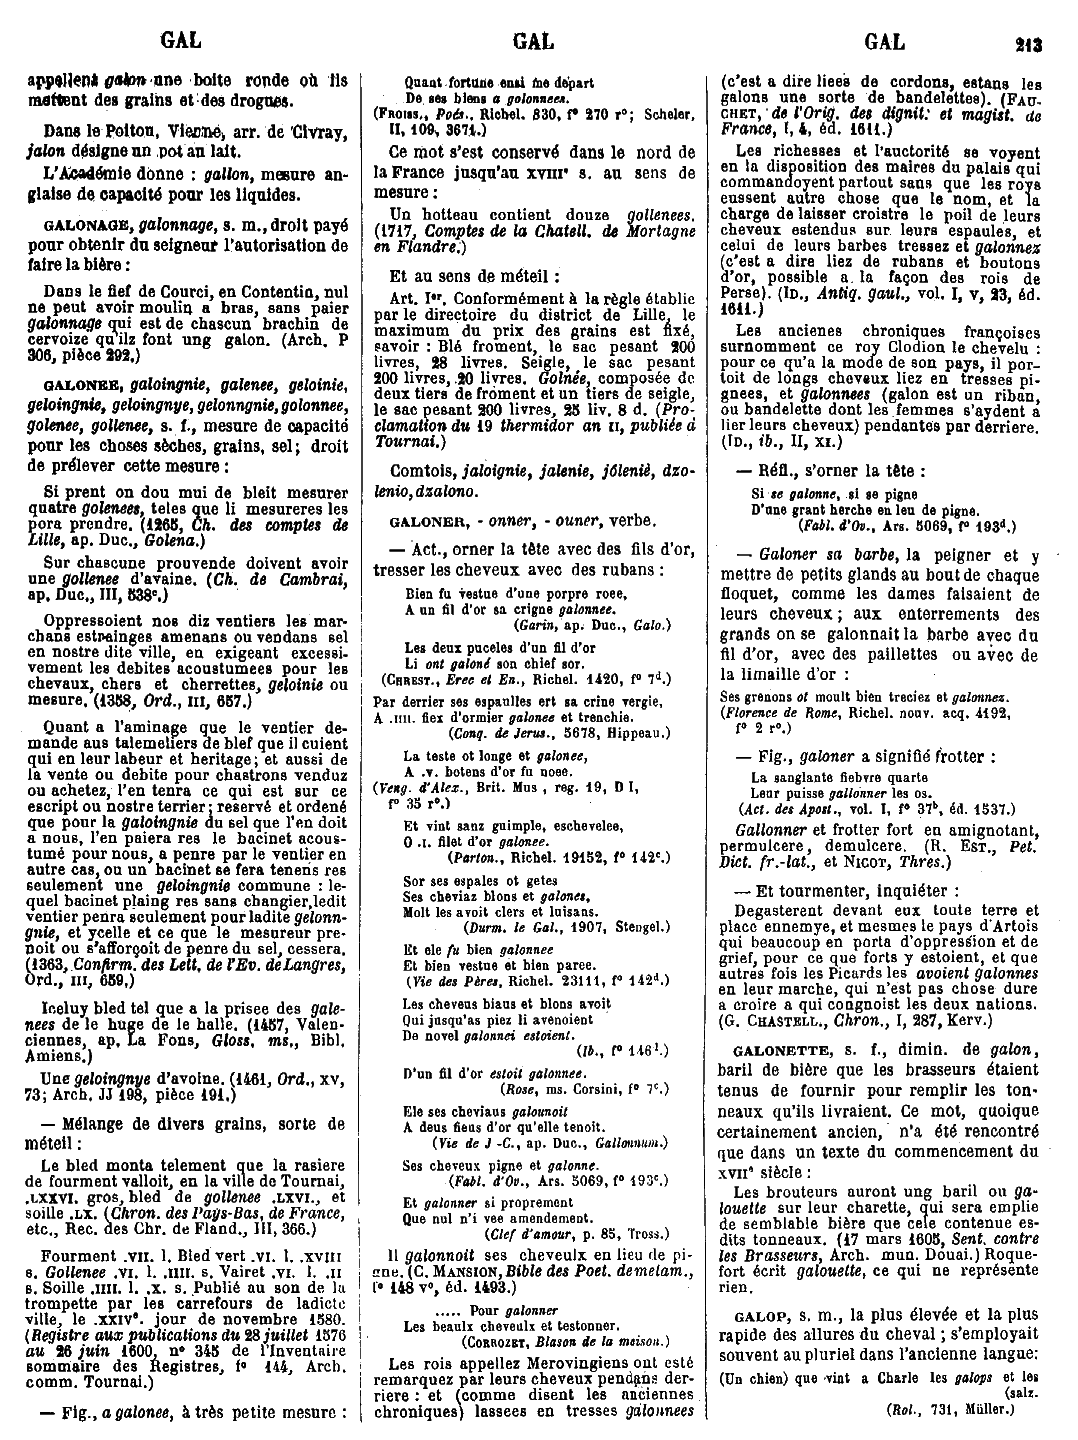 GAL
GAL
GAL
213
appellent galon une boîte ronde où ils
mettent des grains et des drogues.
Dans le Poitou, Vienne, arr. de Civray,
jalon désigne un pot au lait.
L'Académie donne : gallon, mesure an-
glaise de capacité pour les liquides.
GALONAGE, galonnage, s. m., droit payé
pour obtenir du seigneur l'autorisation de
faire la bière :
Dans le fief de Courci, en Contentin, nul
ne peut avoir moulin a bras, sans paier
galonnage qui est de chascun brachin de
cervoize qu'ilz font ung galon. (Arch. P
306, pièce 292.)
GALONEE, galoingnie, galenee, geloinie,
geloingnie, geloingnye, gelonngnie, golonnee,
golenee, gollenee, s. f., mesure de capacité
pour les choses sèches, grains, sel; droit
de prélever cette mesure :
Si prent on dou mui de bleit mesurer
quatre golenees, teles que li mesureres les
pora prendre. (1265, Ch. des comptes de
Lille, ap. Duc., Golena.)
Sur chascune prouvende doivent avoir
une gollenee d'avaine. (Ch. de Cambrai,
ap. Duc., III, 538c.)
Oppressoient nos diz ventiers les mar-
chans estrainges amenans ou vendans sel
en nostre dite ville, en exigeant excessi-
vement les debites acoustumees pour les
chevaux, chers et cherrettes, geloinie ou
mesure. (1358, Ord., III, 657.)
Quant a l'aminage que le ventier de-
mande aus talemeliers de blef que il cuient
qui en leur labeur et heritage; et aussi de
la vente ou debite pour chastrons venduz
ou achetez, l'en tenra ce qui est sur ce
escript ou nostre terrier; reservé et ordené
que pour la galoingnie du sel que l'en doit
a nous, l'en paiera res le bacinet acous-
tumé pour nous, a penre par le ventier en
autre cas, ou un bacinet se fera tenens res
seulement une geloingnie commune : le-
quel bacinet plaing res sans changier, ledit
ventier penra seulement pour ladite gelonn-
gnie, et ycelle et ce que le mesureur pre-
noit ou s'afforçoit de penre du sel, cessera.
(1363, Confirm. des Lett. de l'Ev. de Langres,
Ord., III, 659.)
Incluy bled tel que a la prisee des gale-
nees de le huge de le halle. (1457, Valen-
ciennes, ap. La Fons, Gloss. ms., Bibl.
Amiens.)
Une geloingnye d'avoine. (1461, Ord., XV,
73; Arch. JJ 198, pièce 191.)
— Mélange de divers grains, sorte de
méteil :
Le bled monta telement que la rasiere
de fourment valloit, en la ville de Tournai,
.LXXVI. gros, bled de gollenee .LXVI., et
soille .LX. (Chron. des Pays-Bas, de France,
etc., Rec. des Chr. de Fland., III, 366.)
Fourment .VII. l. Bled vert .VI. l. .XVIII
s. Gollenee .VI. l. .IIII. s. Vairet .VI. l. .II
s. Soille .IIII. l. .X. s. Publié au son de la
trompette par les carrefours de ladicte
ville, le .XXIVe. jour de novembre 1580.
(Registre aux publications du 28 juillet 1576
au 26 juin 1600, no 345 de l'Inventaire
sommaire des Registres, fo 144, Arch.
comm. Tournai.)
— Fig., a galonee, à très petite mesure :
Quant fortune ensi me depart
De ses biens a golonnees.
(FROISS., Poés., Richel. 830, fo 270 ro; Scheler,
II, 109, 3671.)
Ce mot s'est conservé dans le nord de
la France jusqu'au XVIIIe s. au sens de
mesure :
Un hotteau contient douze gollenees.
(1717, Comptes de la Chatell. de Mortagne
en Flandre.)
Et au sens de méteil :
Art. Ier. Conformément à la règle établie
par le directoire du district de Lille, le
maximum du prix des grains est fixé,
savoir : Blé froment, le sac pesant 200
livres, 28 livres. Seigle, le sac pesant
200 livres, 20 livres. Golnée, composée de
deux tiers de froment et un tiers de seigle,
le sac pesant 200 livres, 25 liv. 8 d. (Pro-
clamation du 19 thermidor an II, publiée à
Tournai.)
Comtois, jaloignie, jalenie, jôlenié, dzo-
lenio, dzalono.
GALONER, - onner, - ouner, verbe.
— Act., orner la tête avec des fils d'or,
tresser les cheveux avec des rubans :
Bien fu vestue d'une porpre roee,
A un fil d'or sa crigne galonnee.
(Garin, ap. Duc., Galo.)
Les deux puceles d'un fil d'or
Li ont galoné son chief sor.
(CHREST., Erec et En., Richel. 1420, fo 7d.)
Par derrier ses espaulles ert sa crine vergie,
A .IIII. fiex d'ormier galonee et trenchie.
(Conq. de Jerus., 5678, Hippeau.)
La teste ot longe et galonee,
A .V. botens d'or fu noee.
(Veng. d'Alex., Brit. Mus , reg. 19, D I,
fo 35 ro.)
Et vint sanz guimple, eschevelee,
O .I. filet d'or galonee.
(Parton., Richel. 19152, fo 142c.)
Sor ses espales ot getes
Ses cheviaz blons et galones,
Molt les avoit clers et luisans.
(Durm. le Gal., 1907, Stengel.)
Et ele fu bien galonnee
Et bien vestue et bien paree.
(Vie des Pères, Richel. 23111, fo 142d.)
Les cheveus biaus et blons avoit
Qui jusqu'as piez li avenoient
De novel galonnei estoient.
(Ib., fo 1461.)
D'un fil d'or estoit galonnee.
(Rose, ms. Corsini, fo 7c.)
Ele ses cheviaus galounoit
A deus fieus d'or qu'elle tenoit.
(Vie de J -C., ap. Duc., Gallonnum.)
Ses cheveux pigne et galonne.
(Fabl. d'Ov., Ars. 5069, fo 193c.)
Et galonner si proprement
Que nul n'i vee amendement.
(Clef d'amour, p. 85, Tross.)
Il galonnoit ses cheveulx en lieu de pi-
gne. (C. MANSION, Bible des Poet. de metam.,
fo 148 vo, éd. 1493.)
..... Pour galonner
Les beaulx cheveulx et testonner.
(CORROZET, Blason de la maison.)
Les rois appellez Merovingiens ont esté
remarquez par leurs cheveux pendans der-
riere : et (comme disent les anciennes
chroniques) lassees en tresses galonnees
(c'est a dire liees de cordons, estans les
galons une sorte de bandelettes). (FAU-
CHET, de l'Orig. des dignit. et magist. de
France, I, 4, éd. 1611.)
Les richesses et l'auctorité se voyent
en la disposition des maires du palais qui
commandoyent partout sans que les roys
eussent autre chose que le nom, et la
charge de laisser croistre le poil de leurs
cheveux estendus sur leurs espaules, et
celui de leurs barbes tressez et galonnez
(c'est a dire liez de rubans et boutons
d'or, possible a la façon des rois de
Perse). (ID., Antiq. gaul., vol. I, V, 23, éd.
1611.)
Les ancienes chroniques françoises
surnomment ce roy Clodion le chevelu :
pour ce qu'a la mode de son pays, il por-
toit de longs cheveux liez en tresses pi-
gnees, et galonnees (galon est un riban,
ou bandelette dont les femmes s'aydent a
lier leurs cheveux) pendantes par derriere.
(ID., ib., II, XI.)
— Réfl., s'orner la tête :
Si se galonne, si se pigne
D'une grant herche en leu de pigne.
(Fabl. d'Ov., Ars. 5069, fo 193d.)
— Galoner sa barbe, la peigner et y
mettre de petits glands au bout de chaque
floquet, comme les dames faisaient de
leurs cheveux; aux enterrements des
grands on se galonnait la barbe avec du
fil d'or, avec des paillettes ou avec de
la limaille d'or :
Ses grenons ot moult bien treciez et galonnez.
(Florence de Rome, Richel. nouv. acq. 4192,
fo 2 ro.)
— Fig., galoner a signifié frotter :
La sanglante fiebvre quarte
Leur puisse gallonner les os.
(Act. des Apost., vol. I, fo 37b, éd. 1537.)
Gallonner et frotter fort en amignotant,
permulcere, demulcere. (R. EST., Pet.
Dict. fr.-lat., et NICOT, Thres.)
— Et tourmenter, inquiéter :
Degasterent devant eux toute terre et
place ennemye, et mesmes le pays d'Artois
qui beaucoup en porta d'oppression et de
grief, pour ce que forts y estoient, et que
autres fois les Picards les avoient galonnes
en leur marche, qui n'est pas chose dure
a croire a qui congnoist les deux nations.
(G. CHASTELL., Chron., I, 287, Kerv.)
GALONETTE, s. f., dimin. de galon,
baril de bière que les brasseurs étaient
tenus de fournir pour remplir les ton-
neaux qu'ils livraient. Ce mot, quoique
certainement ancien, n'a été rencontré
que dans un texte du commencement du
XVIIe siècle :
Les brouteurs auront ung baril ou ga-
louette sur leur charette, qui sera emplie
de semblable bière que cele contenue es-
dits tonneaux. (17 mars 1605, Sent. contre
les Brasseurs, Arch. mun. Douai.) Roque-
fort écrit galouette, ce qui ne représente
rien.
GALOP, s. m., la plus élevée et la plus
rapide des allures du cheval; s'employait
souvent au pluriel dans l'ancienne langue:
(Un chien) que vint a Charle les galops et les
(salz.
(Rol., 731, Müller.)